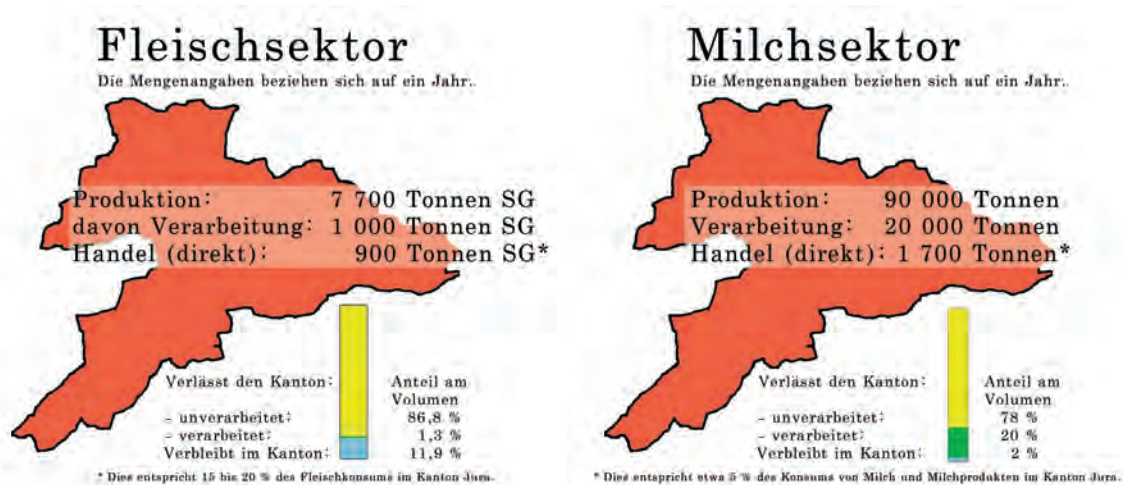 Fleischsektor
Die Mengenangaben beziehen sich auf ein Jahr.
Produktion: 7 700 Tonnen SG
davon Verarbeitung: 1 000 Tonnen SG
Handel (direkt): 900 Tonnen SG*
Verlässt den Kanton: Anteil am
Volumen
- unverarbeitet: 86,8 %
- verarbeitet: 1,3 %
Verbleibt im Kanton: 11,9 %
* Dies entspricht 15 bis 20 % des Fleischkonsums im Kanton Jura.
Milchsektor
Die Mengenangaben beziehen sich auf ein Jahr.
Produktion: 90 000 Tonnen
Verarbeitung: 20 000 Tonnen
Handel (direkt): 1 700 Tonnen*
Verlässt den Kanton: Anteil am
Volumen
- unverarbeitet: 78 %
- verarbeitet: 20 %
Verbleibt im Kanton: 2 %
* Dies entspricht etwa 5 % des Konsums von Milch und Milchprodukten im Kanton Jura.